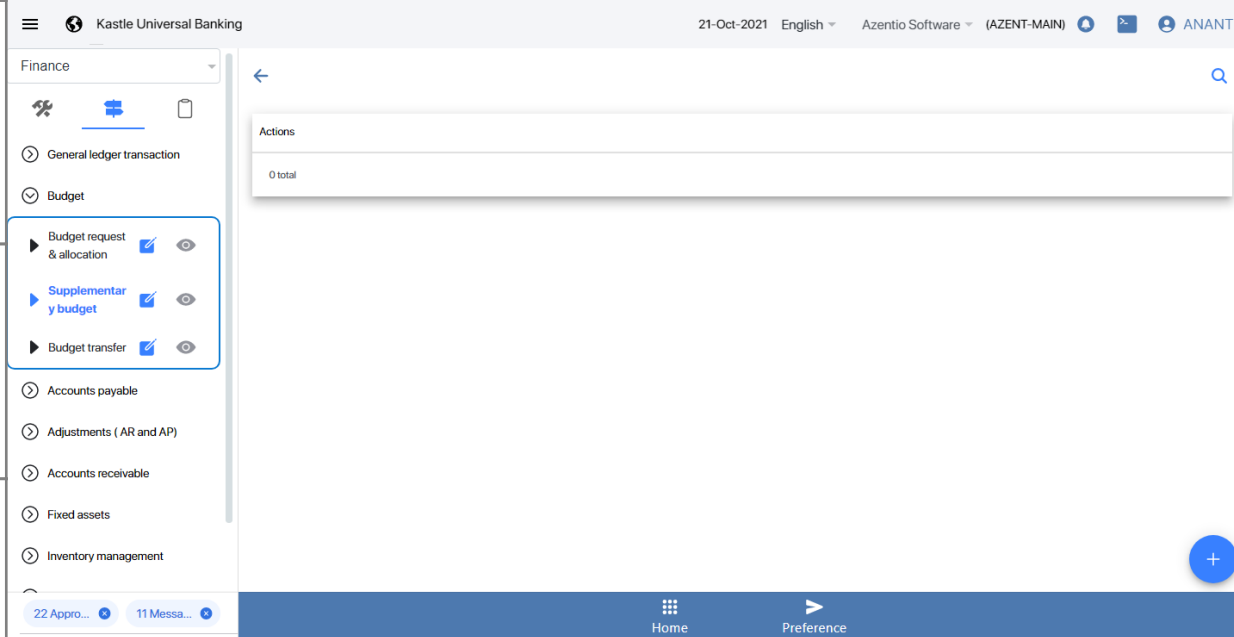 Kastle Universal Banking
21-Oct-2021 English Azentio Software (AZENT-MAIN) ANANT
Finance
General ledger transaction
Budget
Budget request
& allocation
Supplementar
y budget
Budget transfer
Accounts payable
Adjustments ( AR and AP)
Accounts receivable
Fixed assets
Inventory management
22 Appro...
11 Messa...
Actions
0 total
+
Home
Preference